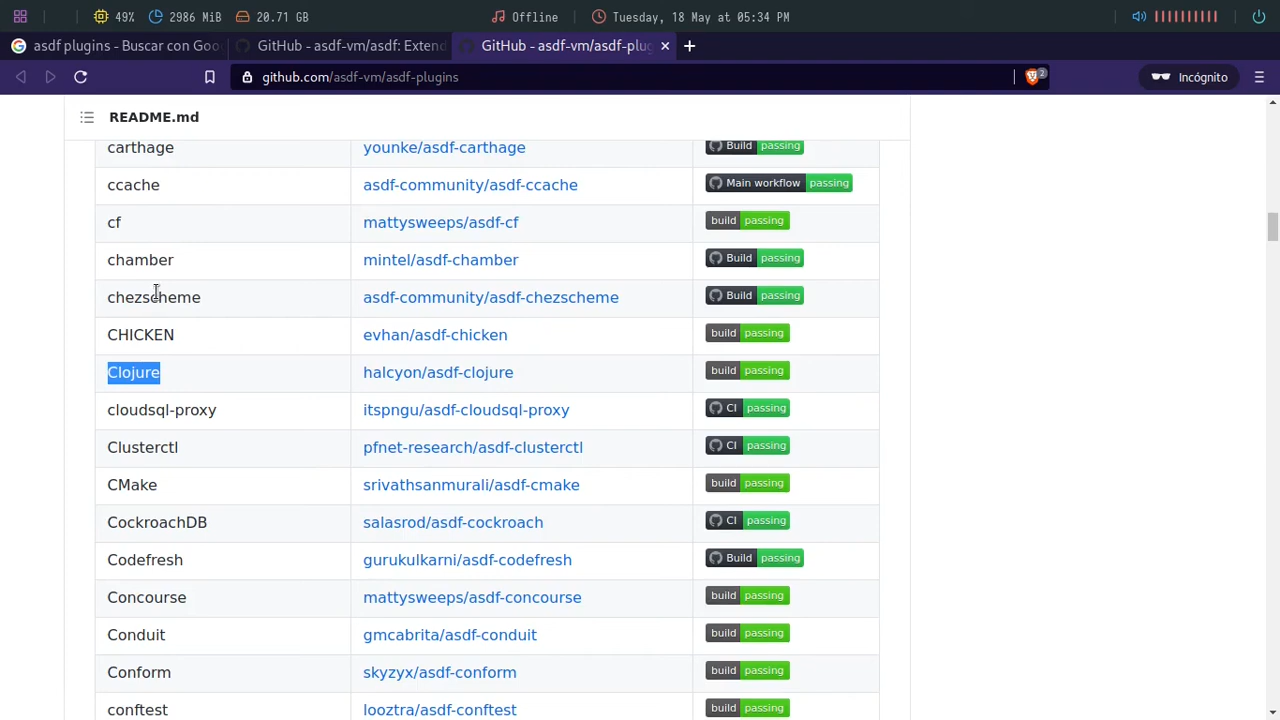 49% 2986 MiB 20.71 GB Offline Tuesday, 18 May at 05:34 PM
asdf plugins - Buscar con Goo GitHub - asdf-vm/asdf: Extend GitHub - asdf-vm/asdf-plug
github.com/asdf-vm/asdf-plugins 2 Incógnito
README.md
carthage younke/asdf-carthage Build passing
ccache asdf-community/asdf-ccache Main workflow passing
cf mattysweeps/asdf-cf build passing
chamber mintel/asdf-chamber Build passing
chezscheme asdf-community/asdf-chezscheme Build passing
CHICKEN evhan/asdf-chicken build passing
Clojure halcyon/asdf-clojure build passing
cloudsql-proxy itspngu/asdf-cloudsql-proxy CI passing
Clusterctl pfnet-research/asdf-clusterctl CI passing
CMake srivathsanmurali/asdf-cmake build passing
CockroachDB salasrod/asdf-cockroach CI passing
Codefresh gurukulkarni/asdf-codefresh Build passing
Concourse mattysweeps/asdf-concourse build passing
Conduit gmcabrita/asdf-conduit build passing
Conform skyzyx/asdf-conform build passing
conftest looztra/asdf-conftest build passing